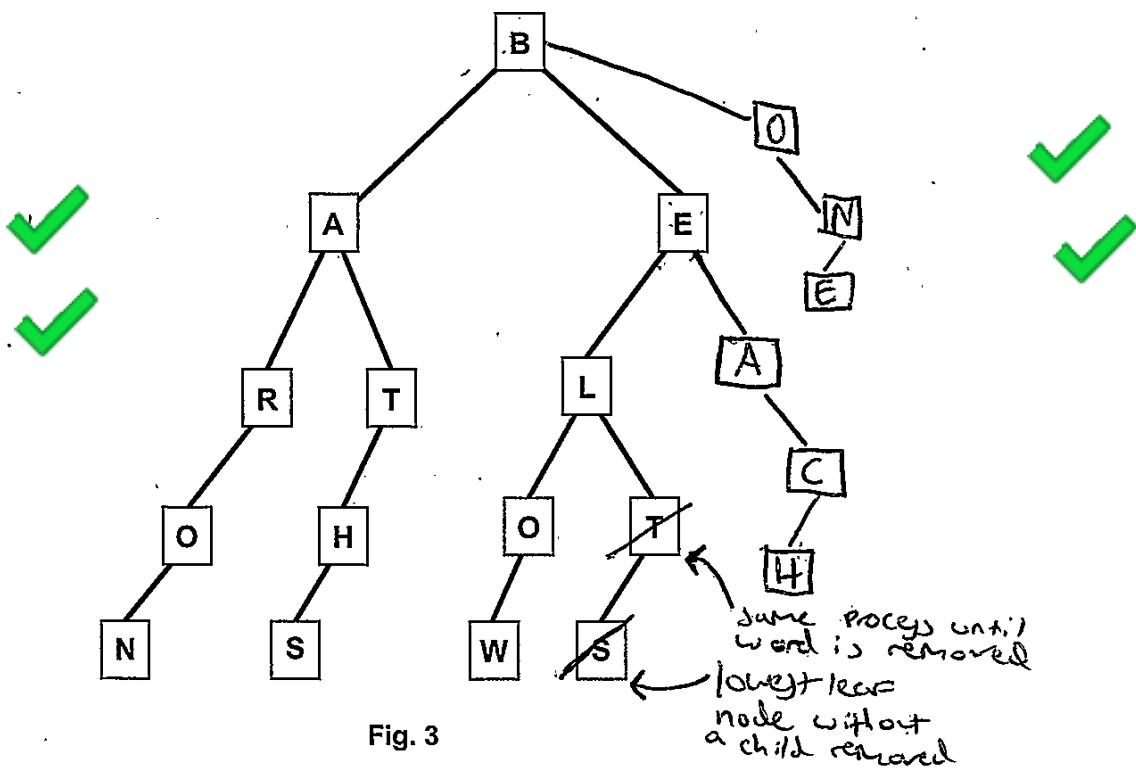 B
O
A
E
N
E
R
T
L
A
C
O
H
O
T
H
same process until
word is removed
N
S
W
S
lowest leaf
node without
a child removed
Fig. 3